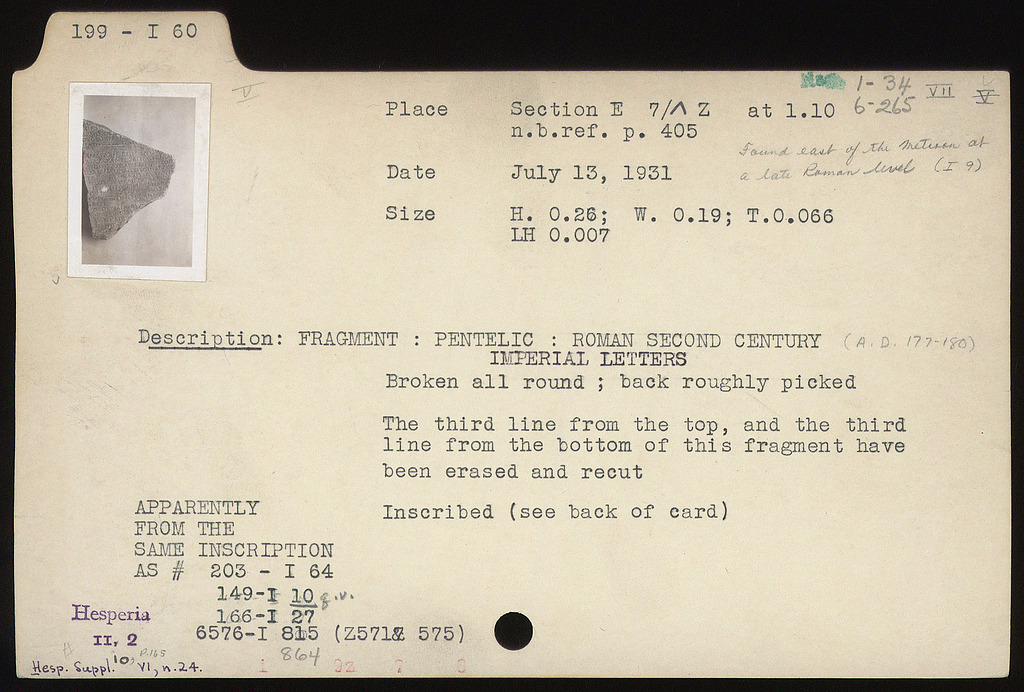 199 - I 60
V
1-34 VII V
6-265
Place Section E 7/Λ Z at 1.10
n.b.ref. p. 405
Found east of the Metroon at
a late Roman level (I 9)
Date July 13, 1931
Size H. 0.26; W. 0.19; T.0.066
LH 0.007
Description: FRAGMENT : PENTELIC : ROMAN SECOND CENTURY (A.D. 177-180)
IMPERIAL LETTERS
Broken all round ; back roughly picked
The third line from the top, and the third
line from the bottom of this fragment have
been erased and recut
Inscribed (see back of card)
APPARENTLY
FROM THE
SAME INSCRIPTION
AS # 203 - I 64
149-I 10 q.v.
166-I 27
6576-I 815 (Z571& 575)
864
Hesperia
II, 2
P.165
Hesp. Suppl. 10, VI, n.24.